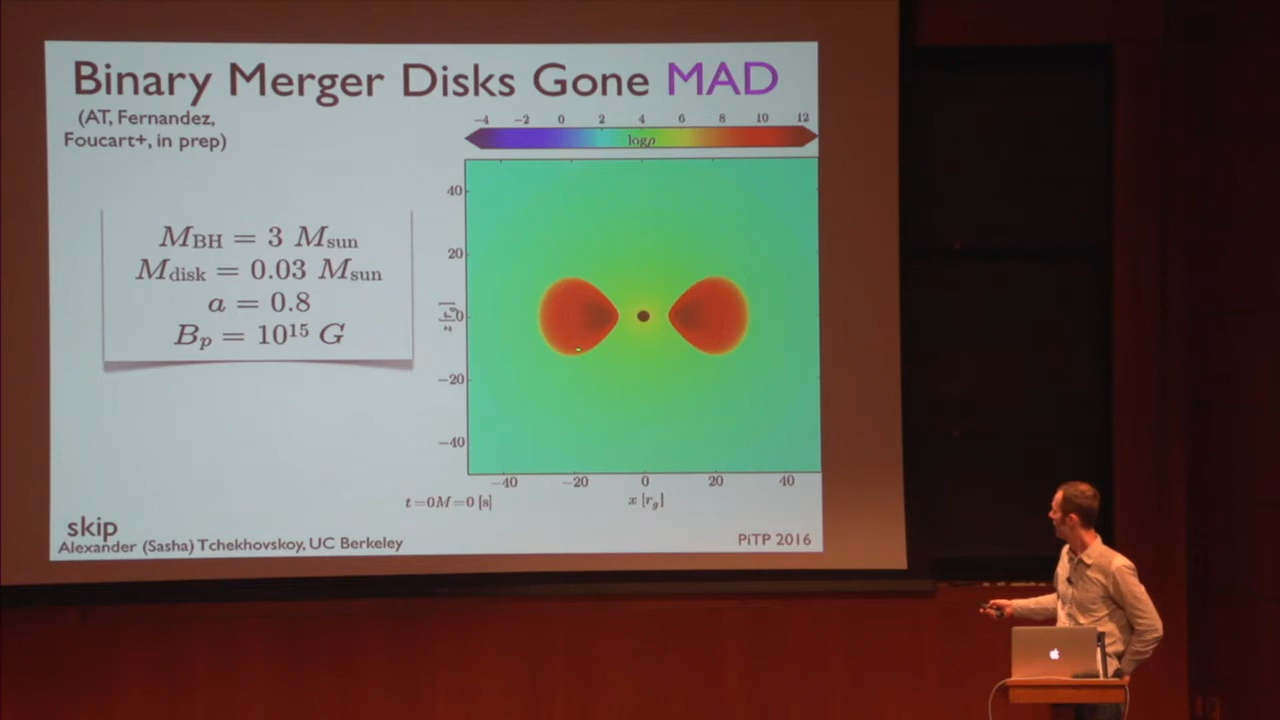 Binary Merger Disks Gone MAD
(AT, Fernandez,
Foucart+, in prep)
−4 −2 0 2 4 6 8 10 12
logρ
M_BH = 3 M_sun
M_disk = 0.03 M_sun
a = 0.8
B_p = 10^15 G
40
20
0
−20
−40
z [r_g]
−40 −20 0 20 40
x [r_g]
t=0M=0 [s]
skip
Alexander (Sasha) Tchekhovskoy, UC Berkeley
PiTP 2016